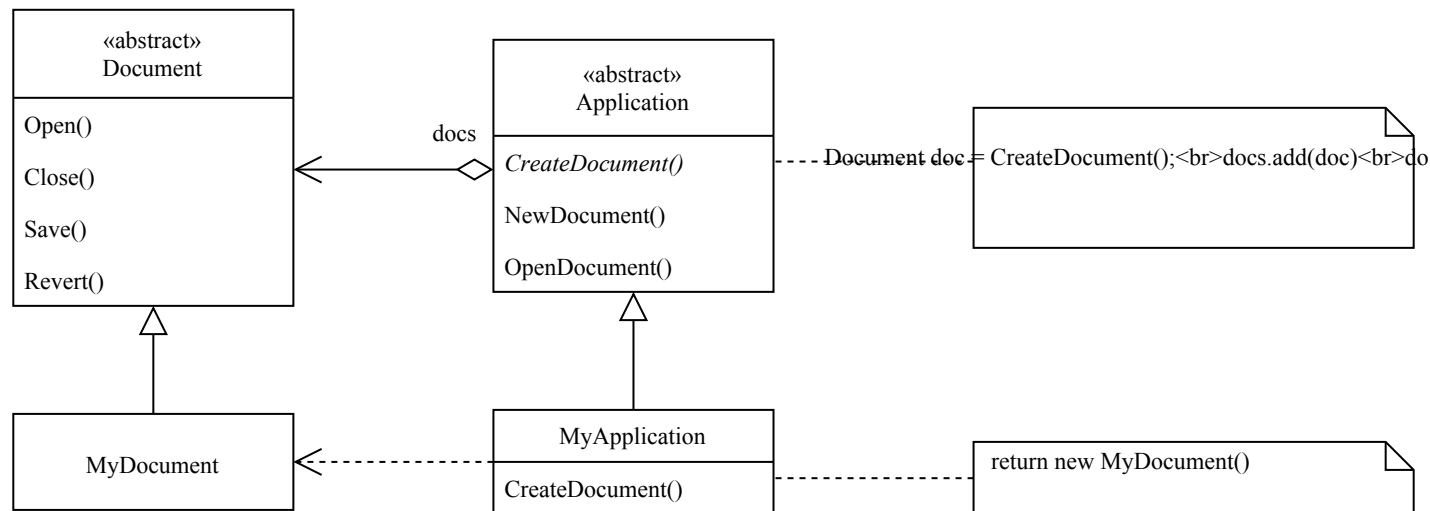 «abstract»
Document
Open()
Close()
Save()
Revert()
docs
«abstract»
Application
CreateDocument()
NewDocument()
OpenDocument()
Document doc = CreateDocument();<br>docs.add(doc)<br>do
MyDocument
MyApplication
CreateDocument()
return new MyDocument()